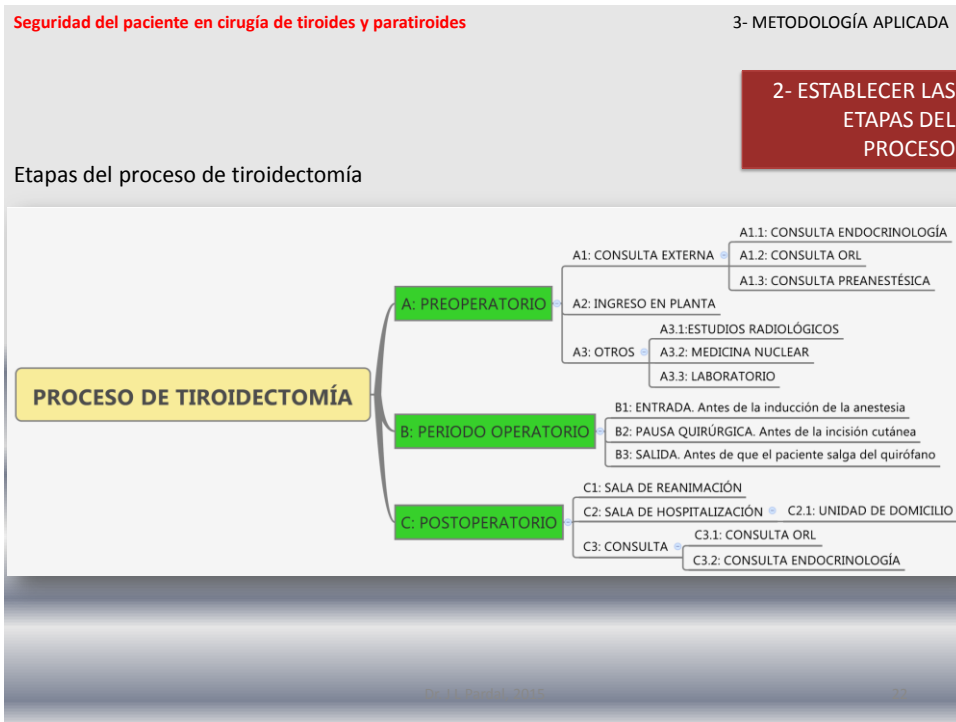 Seguridad del paciente en cirugía de tiroides y paratiroides
3- METODOLOGÍA APLICADA
2- ESTABLECER LAS
ETAPAS DEL
PROCESO
Etapas del proceso de tiroidectomía
PROCESO DE TIROIDECTOMÍA
A: PREOPERATORIO
A1: CONSULTA EXTERNA
A1.1: CONSULTA ENDOCRINOLOGÍA
A1.2: CONSULTA ORL
A1.3: CONSULTA PREANESTÉSICA
A2: INGRESO EN PLANTA
A3: OTROS
A3.1:ESTUDIOS RADIOLÓGICOS
A3.2: MEDICINA NUCLEAR
A3.3: LABORATORIO
B: PERIODO OPERATORIO
B1: ENTRADA. Antes de la inducción de la anestesia
B2: PAUSA QUIRÚRGICA. Antes de la incisión cutánea
B3: SALIDA. Antes de que el paciente salga del quirófano
C: POSTOPERATORIO
C1: SALA DE REANIMACIÓN
C2: SALA DE HOSPITALIZACIÓN
C2.1: UNIDAD DE DOMICILIO
C3: CONSULTA
C3.1: CONSULTA ORL
C3.2: CONSULTA ENDOCRINOLOGÍA
2015